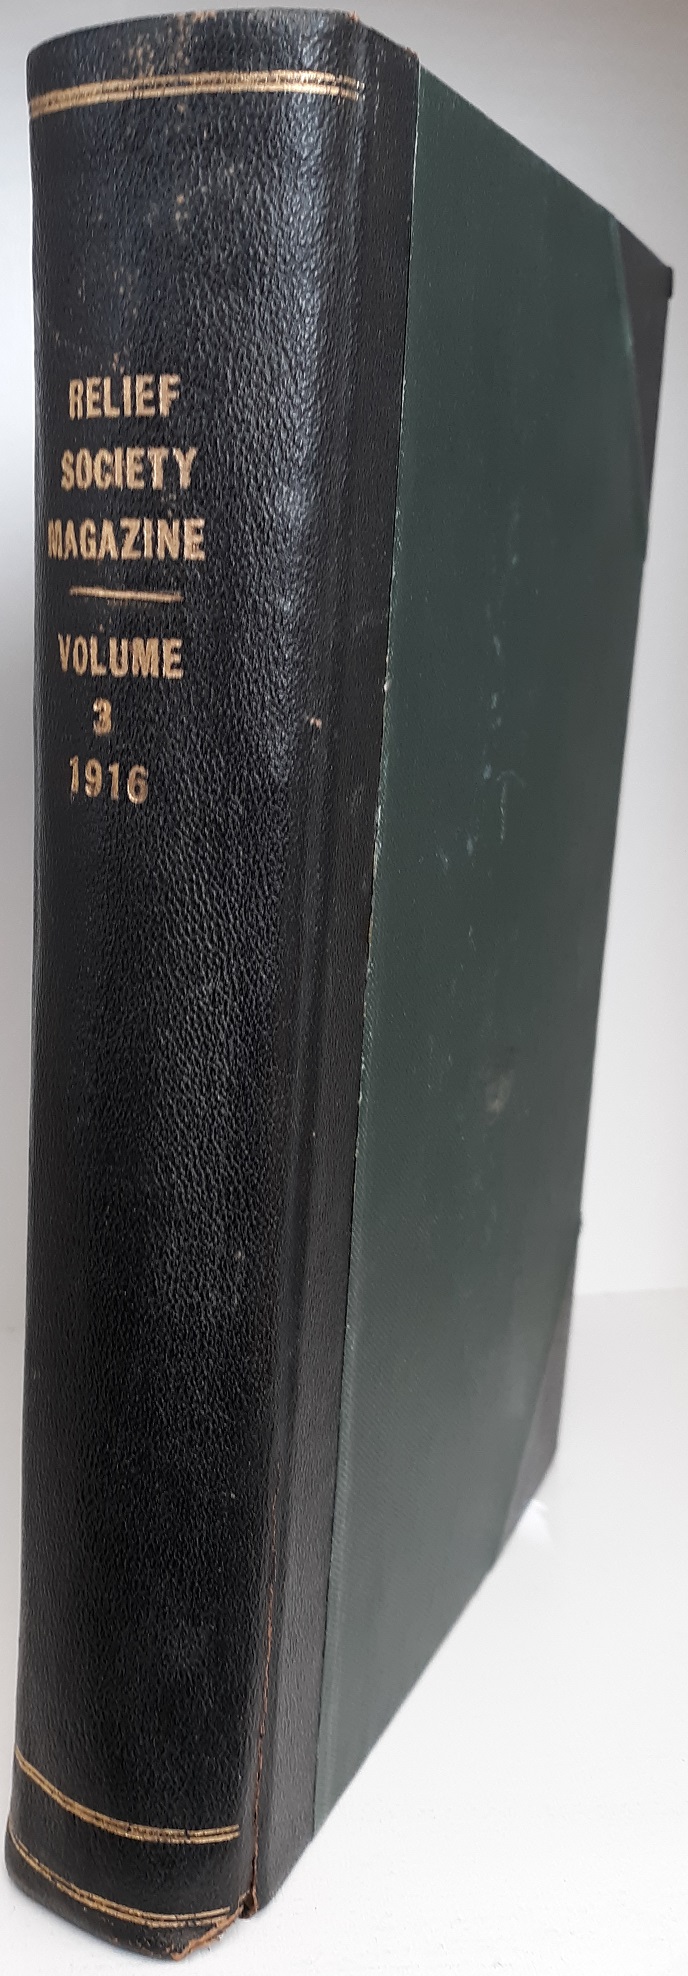 RELIEF
SOCIETY
MAGAZINE
VOLUME
3
1916